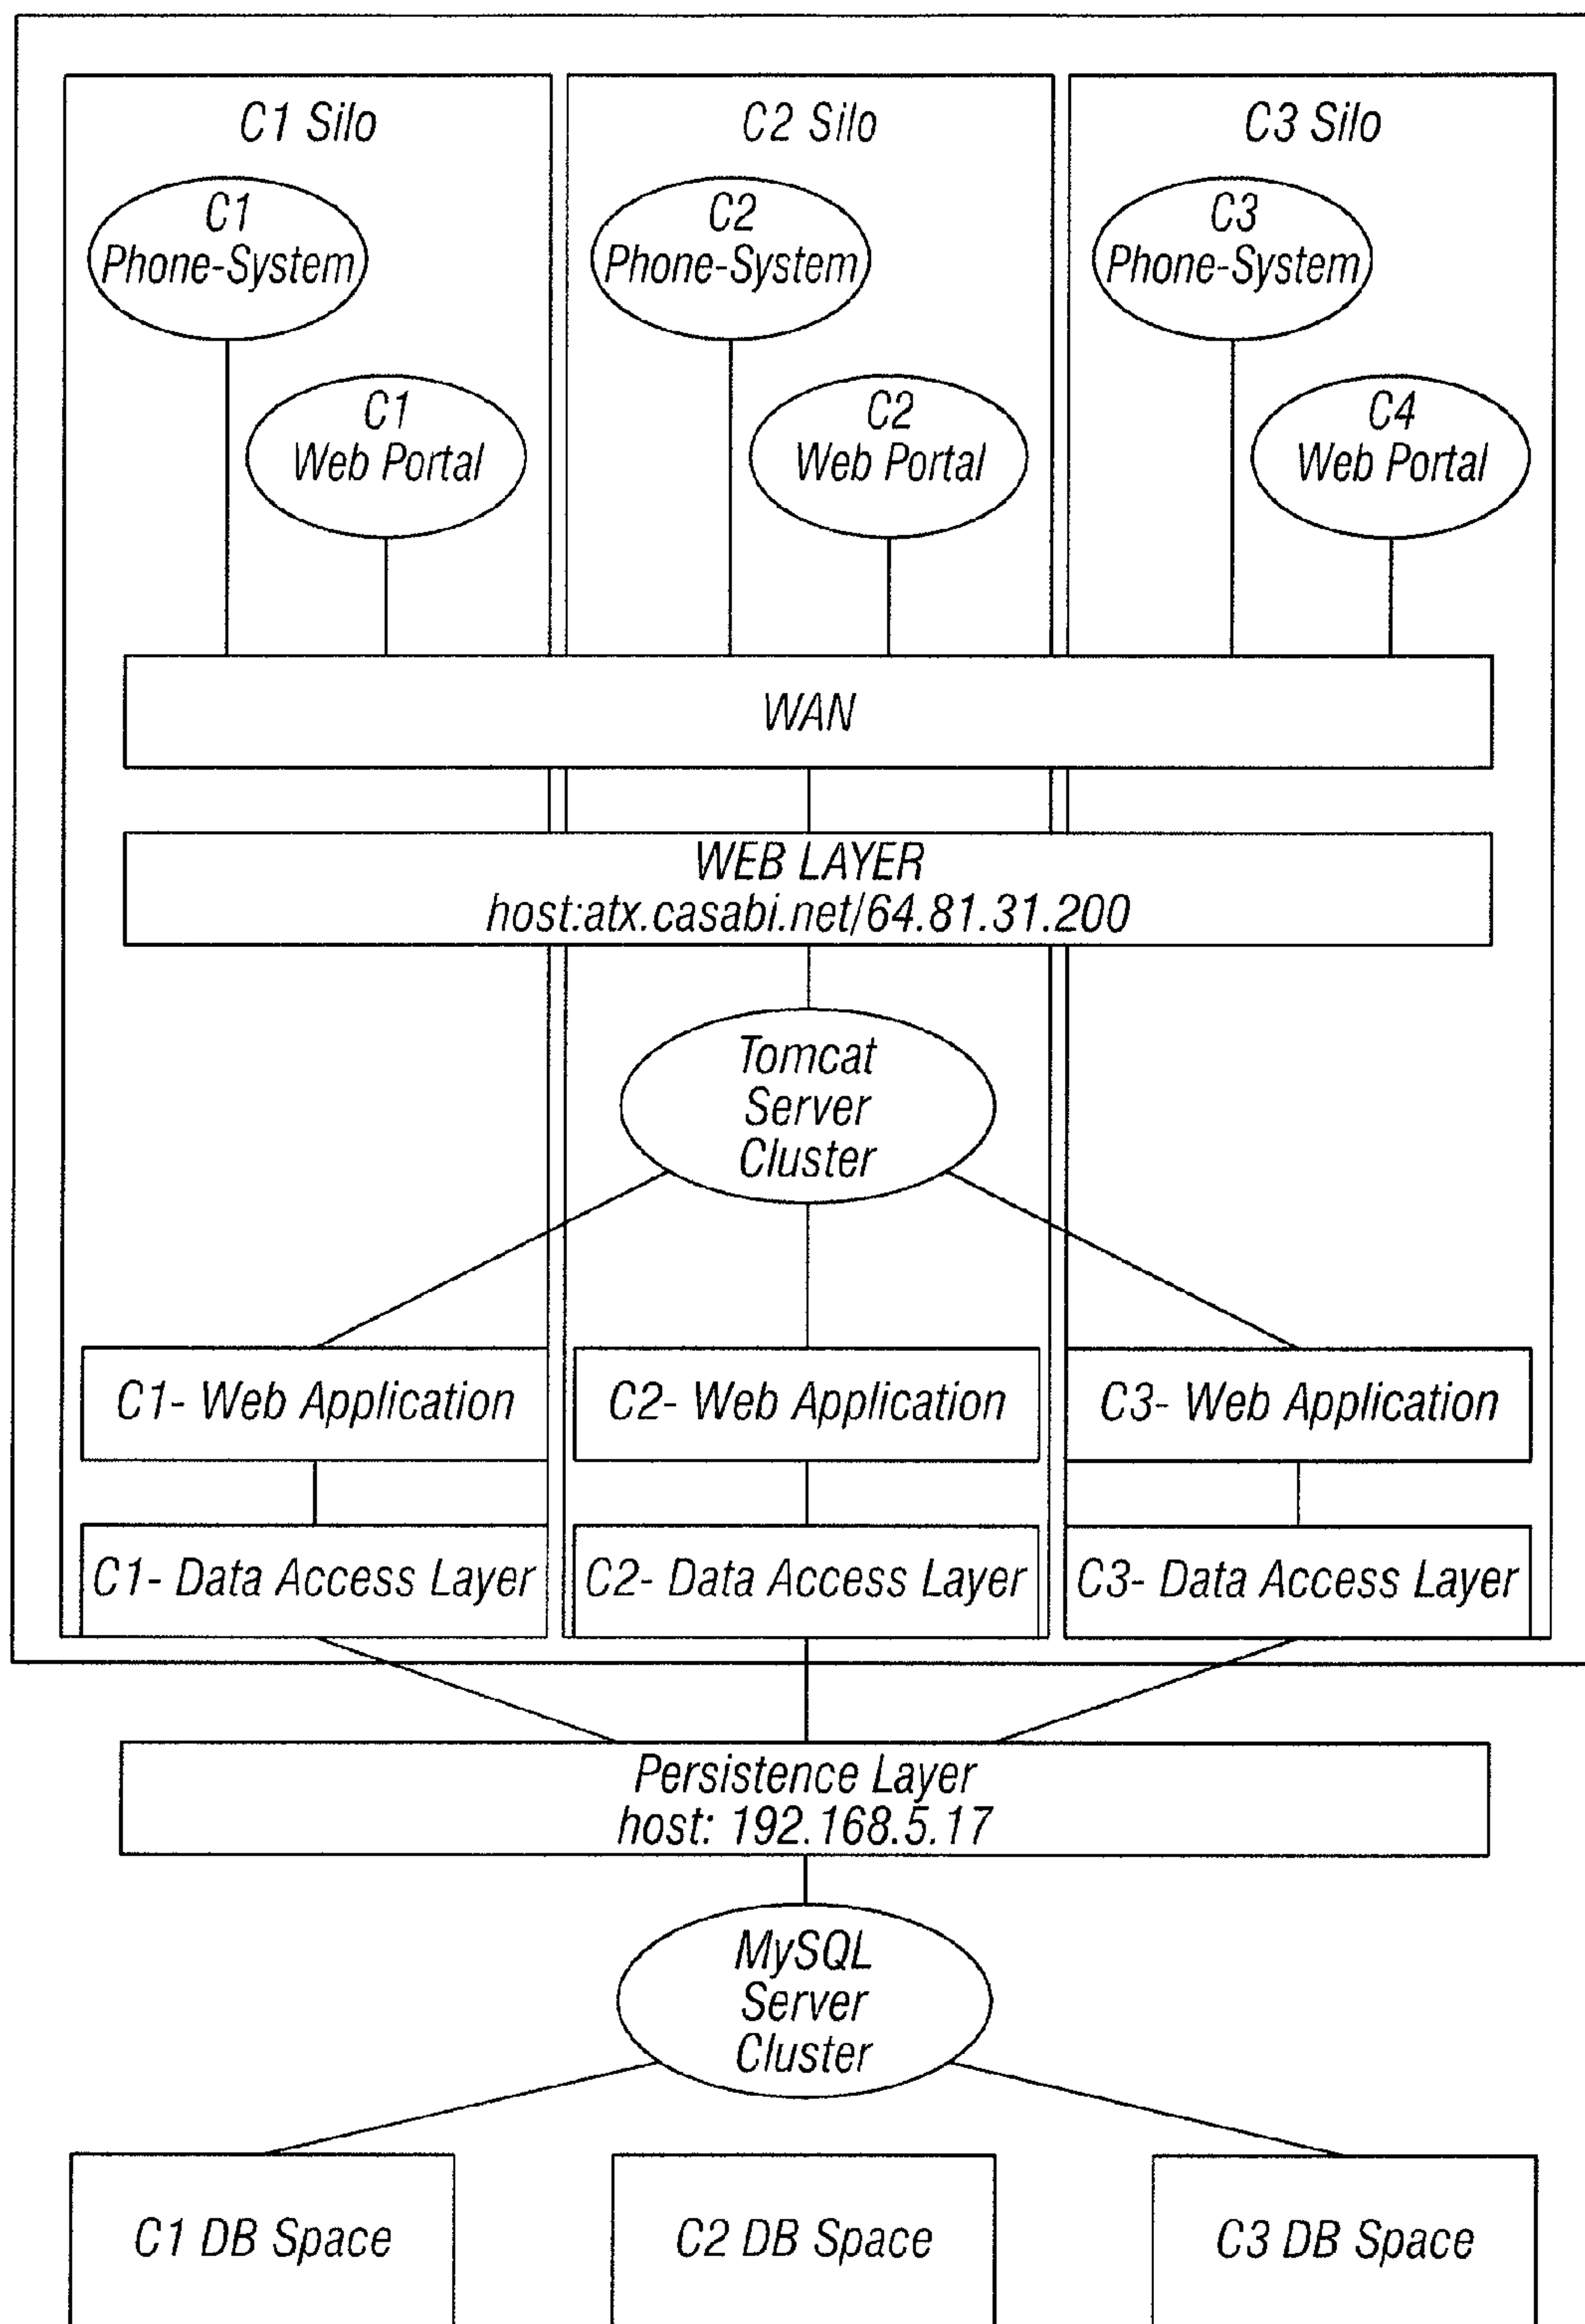 C1 Silo
C2 Silo
C3 Silo
C1
Phone-System
C2
Phone-System
C3
Phone-System
C1
Web Portal
C2
Web Portal
C4
Web Portal
WAN
WEB LAYER
host:atx.casabi.net/64.81.31.200
Tomcat
Server
Cluster
C1- Web Application
C2- Web Application
C3- Web Application
C1- Data Access Layer
C2- Data Access Layer
C3- Data Access Layer
Persistence Layer
host: 192.168.5.17
MySQL
Server
Cluster
C1 DB Space
C2 DB Space
C3 DB Space